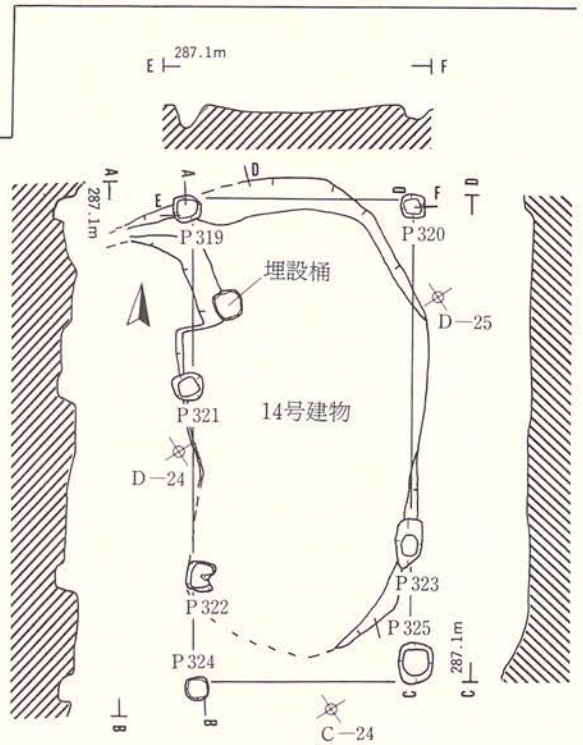 E 287.1m F
A A D D D
287.1m E F
P319 P320
埋設桶
D-25
P321 14号建物
D-24
P323
P322
P325
P324 287.1m
C C
B B
C-24